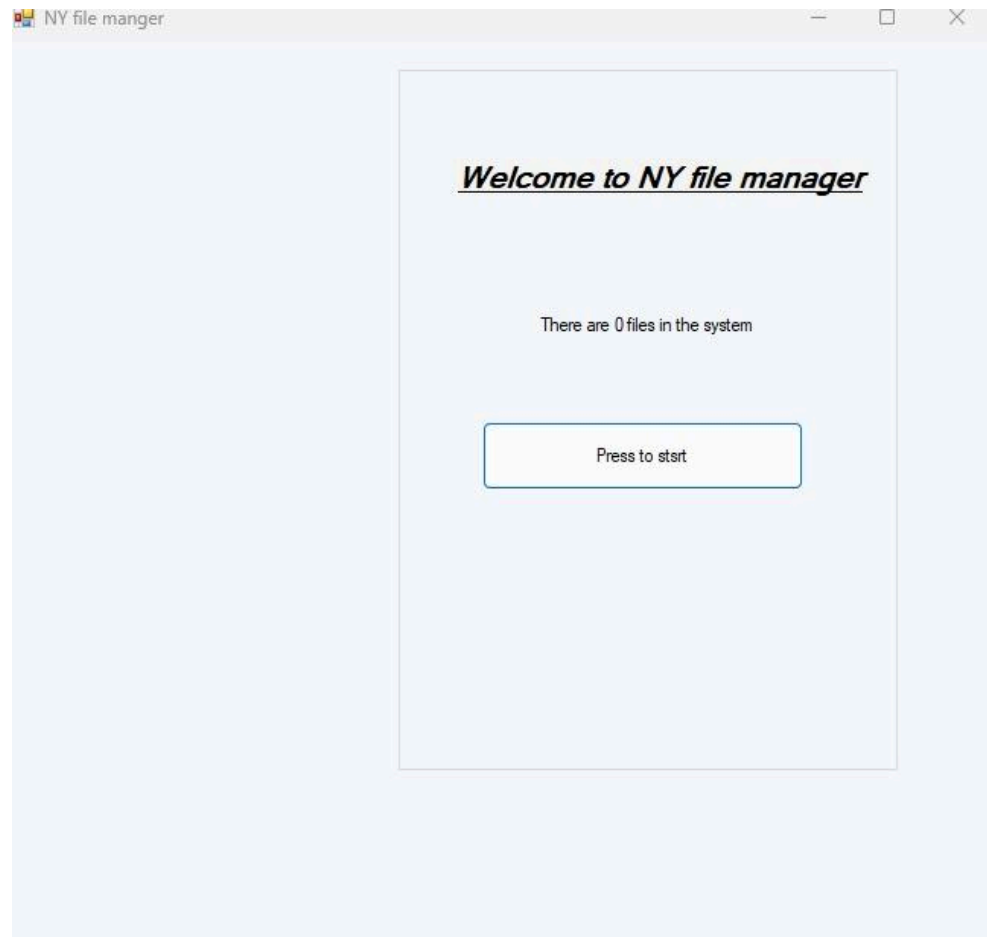 NY file manger
Welcome to NY file manager
There are 0 files in the system
Press to stsrt